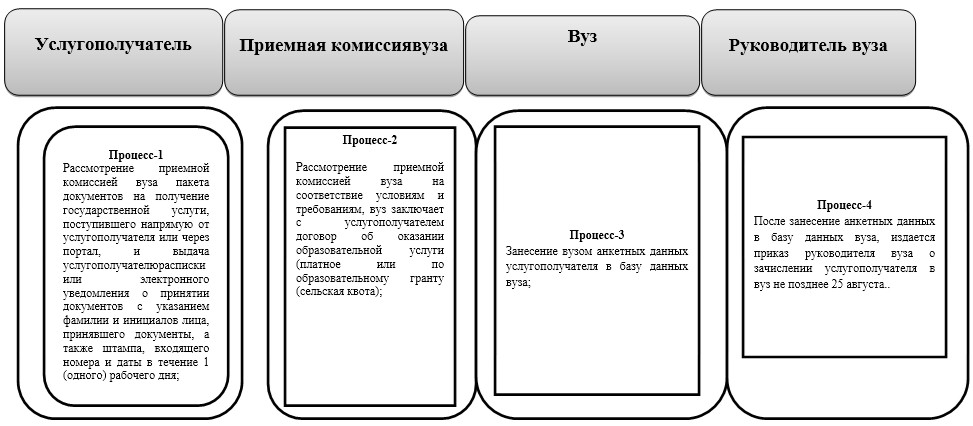 Услугополучатель
Приемная комиссиявуза
Вуз
Руководитель вуза
Процесс-1
Рассмотрение приемной
комиссией вуза пакета
документов на получение
государственной услуги,
поступившего напрямую от
услугополучателя или через
портал, и выдача
услугополучателюрасписки
или электронного
уведомления о принятии
документов с указанием
фамилии и инициалов лица,
принявшего документы, а
также штампа, входящего
номера и даты в течение 1
(одного) рабочего дня;
Процесс-2
Рассмотрение приемной
комиссией вуза на
соответствие условиям и
требованиям, вуз заключает
с услугополучателем
договор об оказании
образовательной услуги
(платное или по
образовательному гранту
(сельская квота);
Процесс-3
Занесение вузом анкетных данных
услугополучателя в базу данных
вуза;
Процесс-4
После занесение анкетных данных
в базу данных вуза, издается
приказ руководителя вуза о
зачислении услугополучателя в
вуз не позднее 25 августа..